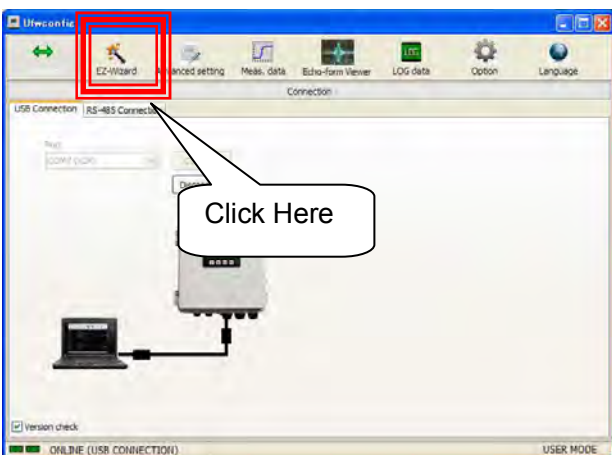 Ufwconfig
EZ-Wizard
Advanced setting
Meas. data
Echo-form Viewer
LOG data
Option
Language
Connection
USB Connection
RS-485 Connection
Port
Click Here
Version check
ONLINE (USB CONNECTION)
USER MODE